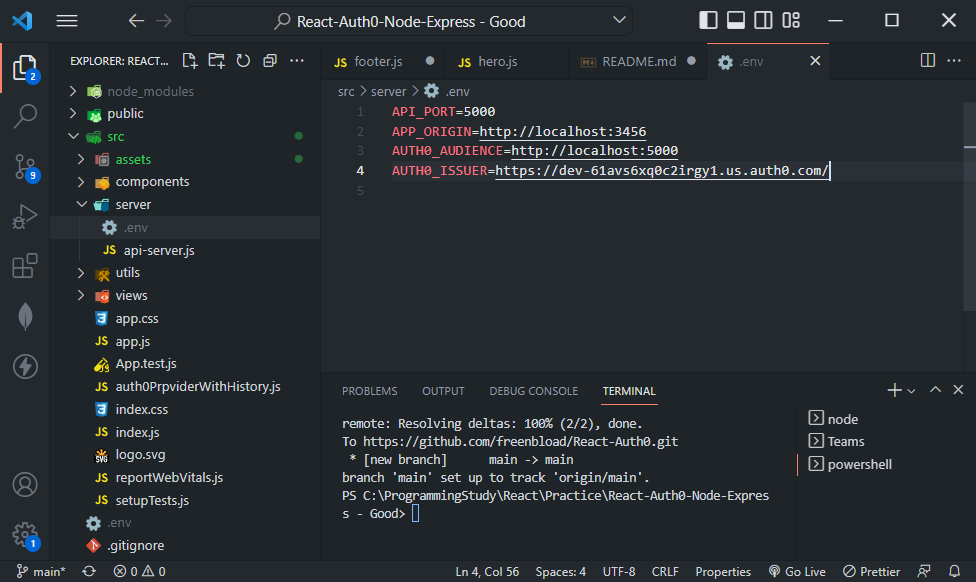 React-Auth0-Node-Express - Good
EXPLORER: REACT...
footer.js
hero.js
README.md
.env
src > server > .env
node_modules
public
src
assets
components
server
.env
api-server.js
utils
views
app.css
app.js
App.test.js
auth0PrpviderWithHistory.js
index.css
index.js
logo.svg
reportWebVitals.js
setupTests.js
.env
.gitignore
1 API_PORT=5000
2 APP_ORIGIN=http://localhost:3456
3 AUTH0_AUDIENCE=http://localhost:5000
4 AUTH0_ISSUER=https://dev-61avs6xq0c2irgy1.us.auth0.com/
5
PROBLEMS OUTPUT DEBUG CONSOLE TERMINAL
remote: Resolving deltas: 100% (2/2), done.
To https://github.com/freenbload/React-Auth0.git
* [new branch] main -> main
branch 'main' set up to track 'origin/main'.
PS C:\ProgrammingStudy\React\Practice\React-Auth0-Node-Expres
s - Good>
node
Teams
powershell
2
9
1
main* 0 0 Ln 4, Col 56 Spaces: 4 UTF-8 CRLF Properties Go Live Prettier